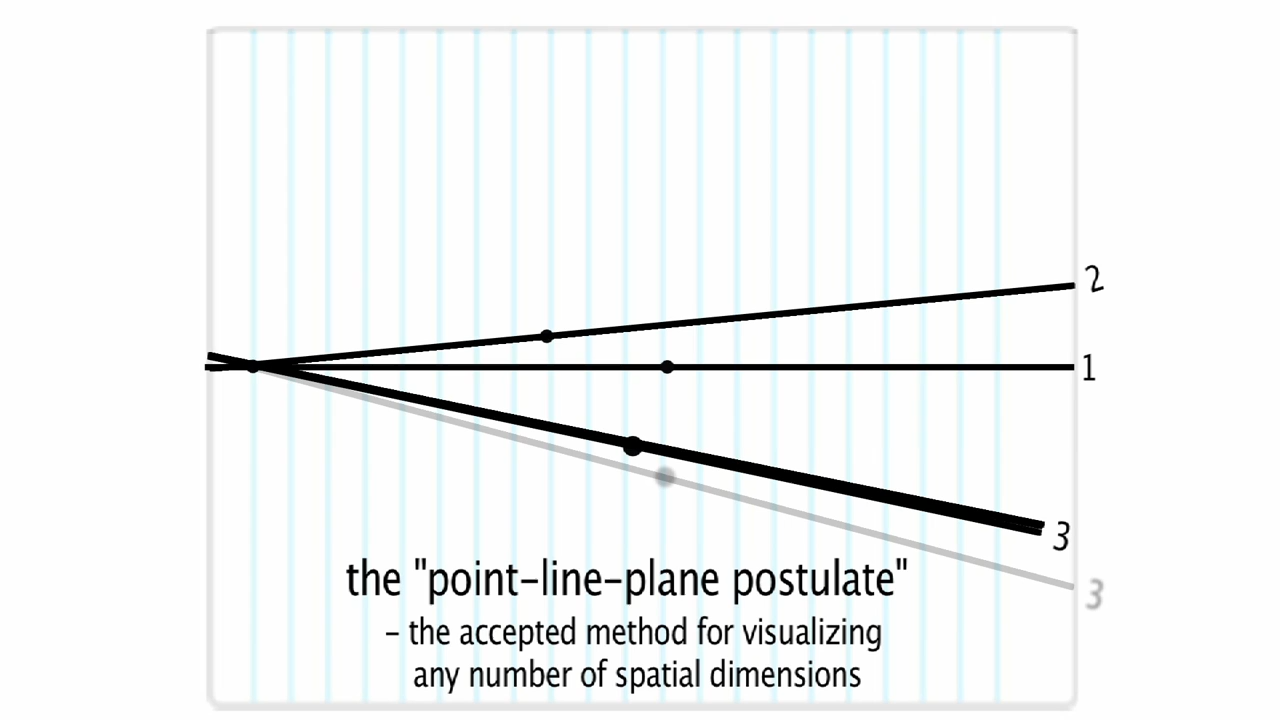 2
1
3
3
the "point-line-plane postulate"
- the accepted method for visualizing
any number of spatial dimensions